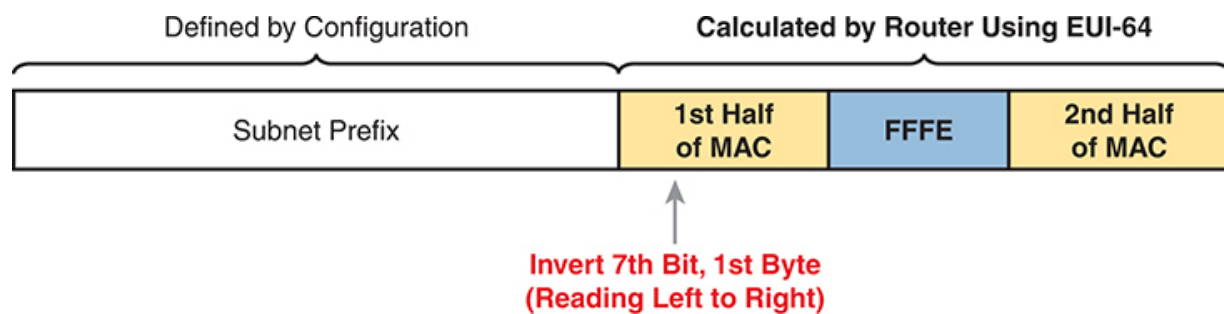 Defined by Configuration
Calculated by Router Using EUI-64
Subnet Prefix
1st Half
of MAC
FFFE
2nd Half
of MAC
Invert 7th Bit, 1st Byte
(Reading Left to Right)